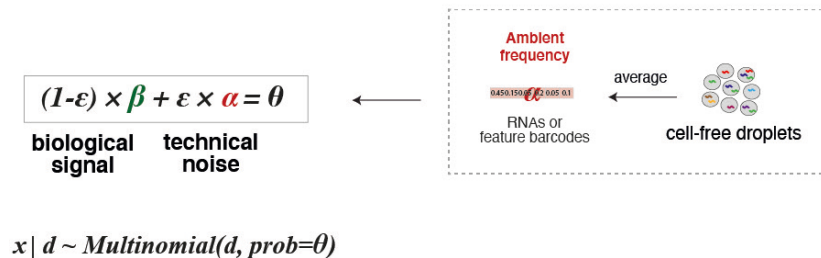 Ambient
frequency
average
α
RNAs or
feature barcodes
cell-free droplets
(1-ε) × β + ε × α = θ
biological
signal
technical
noise
x | d ~ Multinomial(d, prob=θ)